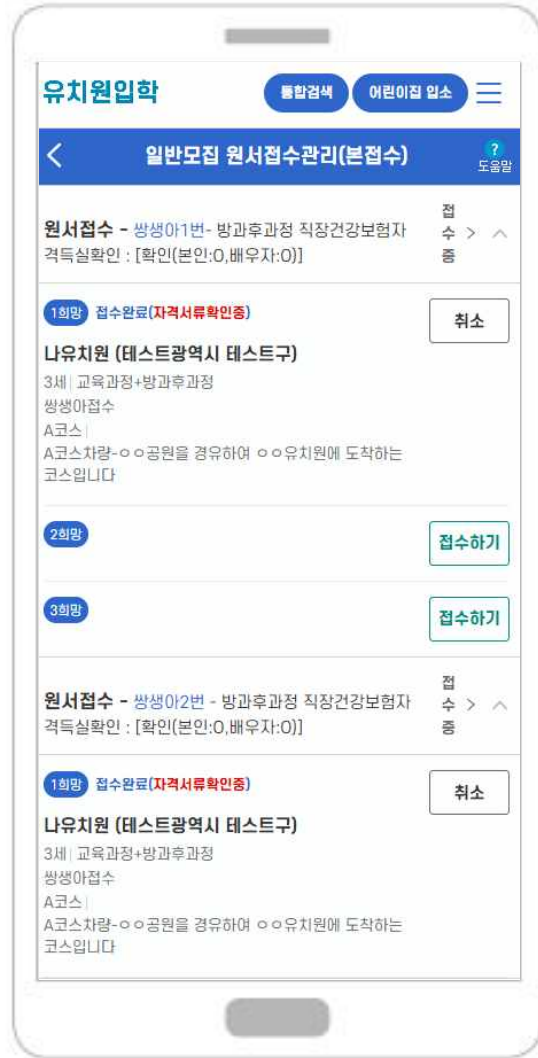 유치원입학
통합검색
어린이집 입소
일반모집 원서접수관리(본접수)
?
도움말
원서접수 - 쌍생아1번- 방과후과정 직장건강보험자
격득실확인 : [확인(본인:O,배우자:O)]
접
수
중
1희망 접수완료(자격서류확인중)
취소
나유치원 (테스트광역시 테스트구)
3세| 교육과정+방과후과정
쌍생아접수
A코스|
A코스차량-ㅇㅇ공원을 경유하여 ㅇㅇ유치원에 도착하는
코스입니다
2희망
접수하기
3희망
접수하기
원서접수 - 쌍생아2번 - 방과후과정 직장건강보험자
격득실확인 : [확인(본인:O,배우자:O)]
접
수
중
1희망 접수완료(자격서류확인중)
취소
나유치원 (테스트광역시 테스트구)
3세| 교육과정+방과후과정
쌍생아접수
A코스|
A코스차량-ㅇㅇ공원을 경유하여 ㅇㅇ유치원에 도착하는
코스입니다